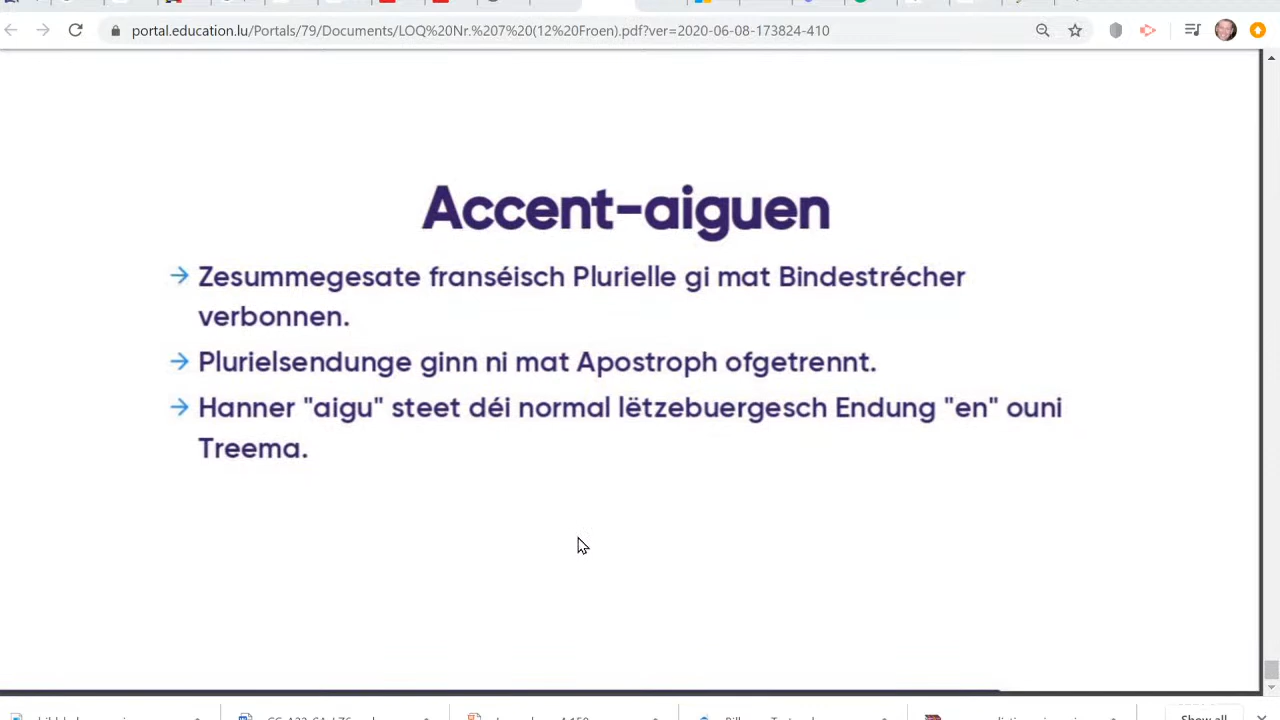 portal.education.lu/Portals/79/Documents/LOQ%20Nr.%207%20(12%20Froen).pdf?ver=2020-06-08-173824-410
Accent-aiguen
→ Zesummegesate franséisch Plurielle gi mat Bindestrécher
verbonnen.
→ Plurielsendunge ginn ni mat Apostroph ofgetrennt.
→ Hanner "aigu" steet déi normal lëtzebuergesch Endung "en" ouni
Treema.
Show all